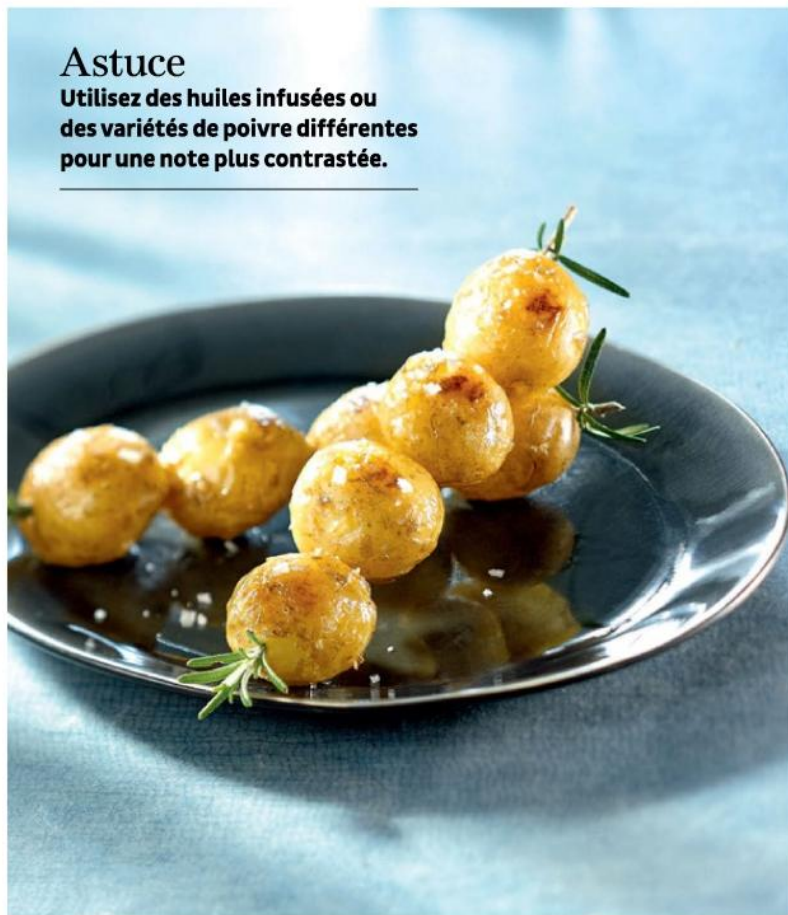 Astuce
Utilisez des huiles infusées ou
des variétés de poivre différentes
pour une note plus contrastée.